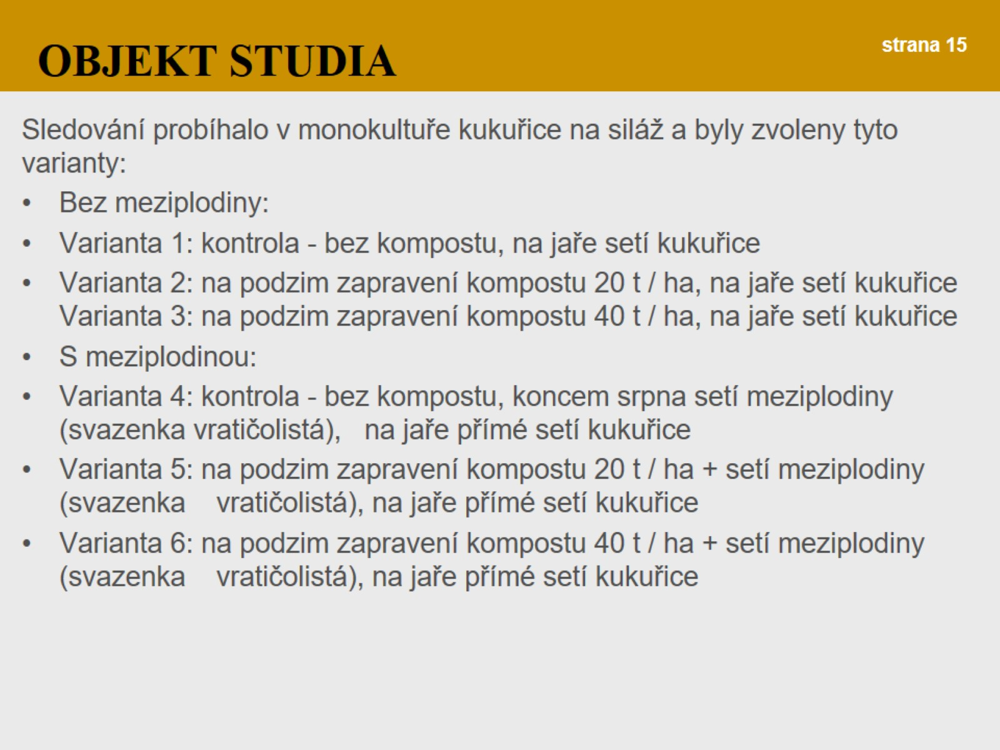 OBJEKT STUDIA
strana 15
Sledování probíhalo v monokultuře kukuřice na siláž a byly zvoleny tyto
varianty:
• Bez meziplodiny:
• Varianta 1: kontrola - bez kompostu, na jaře setí kukuřice
• Varianta 2: na podzim zapravení kompostu 20 t / ha, na jaře setí kukuřice
Varianta 3: na podzim zapravení kompostu 40 t / ha, na jaře setí kukuřice
• S meziplodinou:
• Varianta 4: kontrola - bez kompostu, koncem srpna setí meziplodiny
(svazenka vratičolistá), na jaře přímé setí kukuřice
• Varianta 5: na podzim zapravení kompostu 20 t / ha + setí meziplodiny
(svazenka vratičolistá), na jaře přímé setí kukuřice
• Varianta 6: na podzim zapravení kompostu 40 t / ha + setí meziplodiny
(svazenka vratičolistá), na jaře přímé setí kukuřice